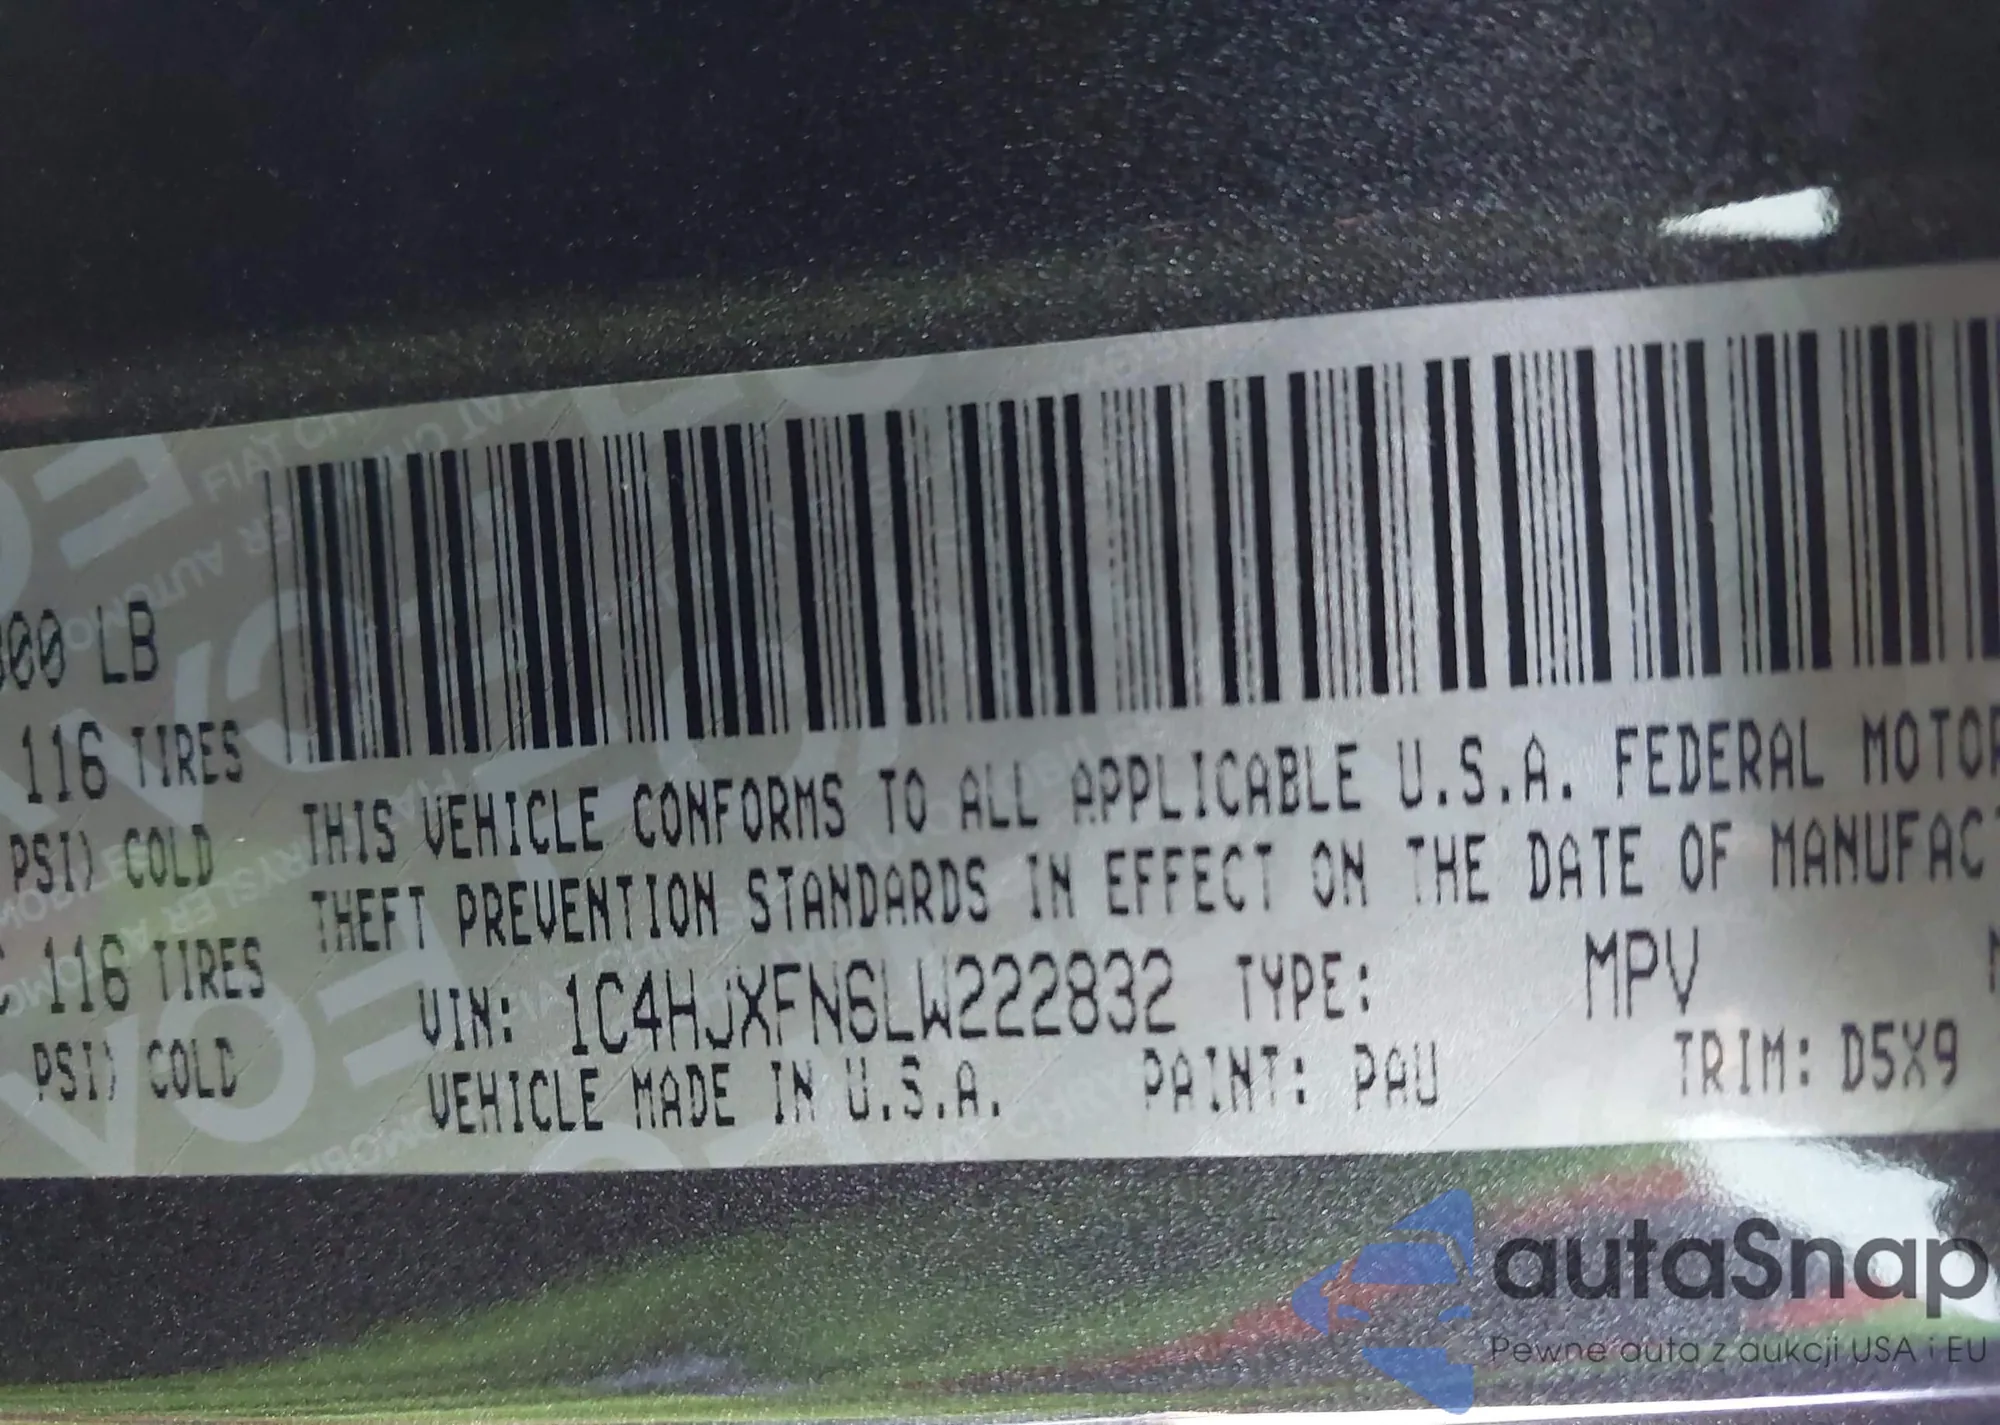 00 LB
116 TIRES
PSI) COLD
116 TIRES
PSI) COLD
THIS VEHICLE CONFORMS TO ALL APPLICABLE U.S.A. FEDERAL MOTOR
THEFT PREVENTION STANDARDS IN EFFECT ON THE DATE OF MANUFACT
VIN: 1C4HJXFN6LW222832 TYPE: MPV
VEHICLE MADE IN U.S.A. PAINT: PAU TRIM: D5X9
autaSnap
Pewne auta z aukcji USA i EU